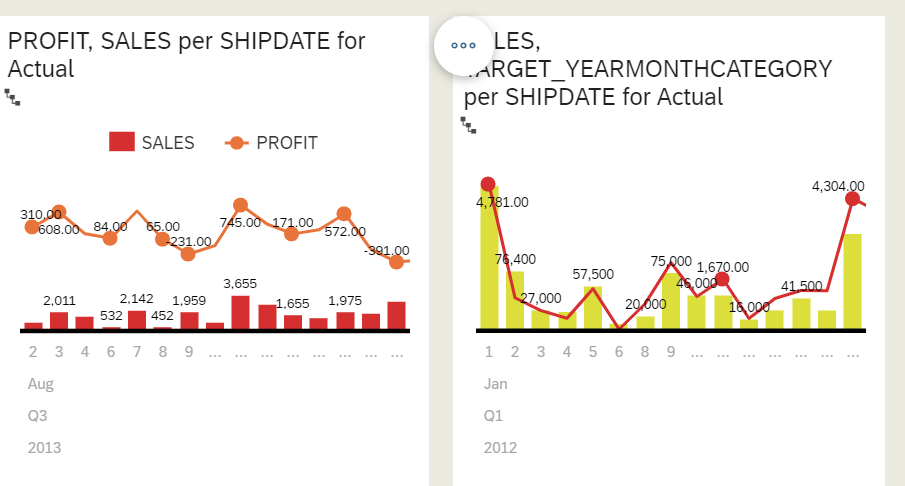 PROFIT, SALES per SHIPDATE for
Actual
SALES PROFIT
310.00 608.00 84.00 65.00 -231.00 745.00 171.00 572.00 -391.00
2,011 532 2,142 452 1,959 3,655 1,655 1,975
2 3 4 6 7 8 9 ... ... ... ... ... ... ... ...
Aug
Q3
2013
LES,
TARGET_YEARMONTHCATEGORY
per SHIPDATE for Actual
4,781.00 1,670.00 4,304.00
76,400 27,000 57,500 20,000 75,000 46,000 16,000 41,500
1 2 3 4 5 6 8 9 ... ... ... ... ... ... ...
Jan
Q1
2012